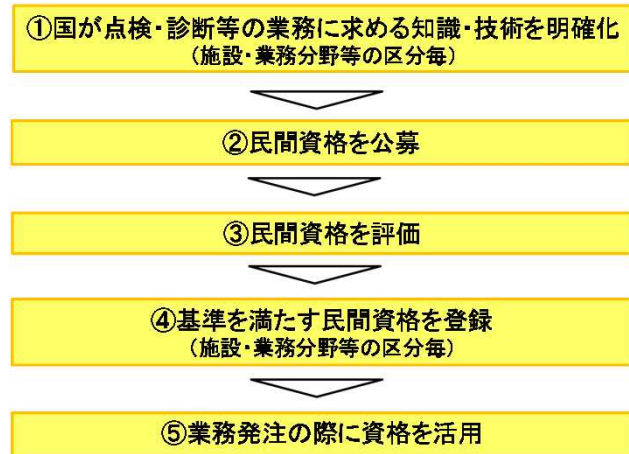 ①国が点検・診断等の業務に求める知識・技術を明確化
(施設・業務分野等の区分毎)
②民間資格を公募
③民間資格を評価
④基準を満たす民間資格を登録
(施設・業務分野等の区分毎)
⑤業務発注の際に資格を活用